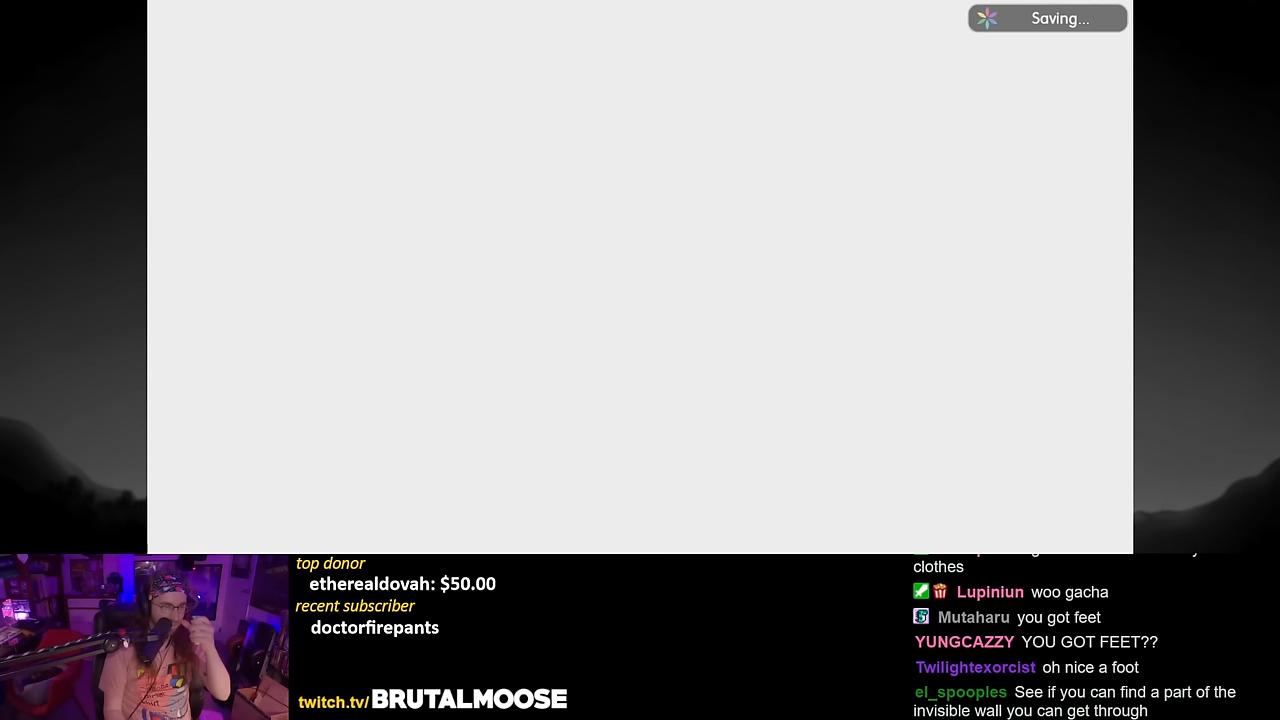 Saving...
top donor
etherealdovah: $50.00
recent subscriber
doctorfirepants
twitch.tv/BRUTALMOOSE
clothes
Lupiniun woo gacha
Mutaharu you got feet
YUNGCAZZY YOU GOT FEET??
Twilightexorcist oh nice a foot
el_spooples See if you can find a part of the
invisible wall you can get through